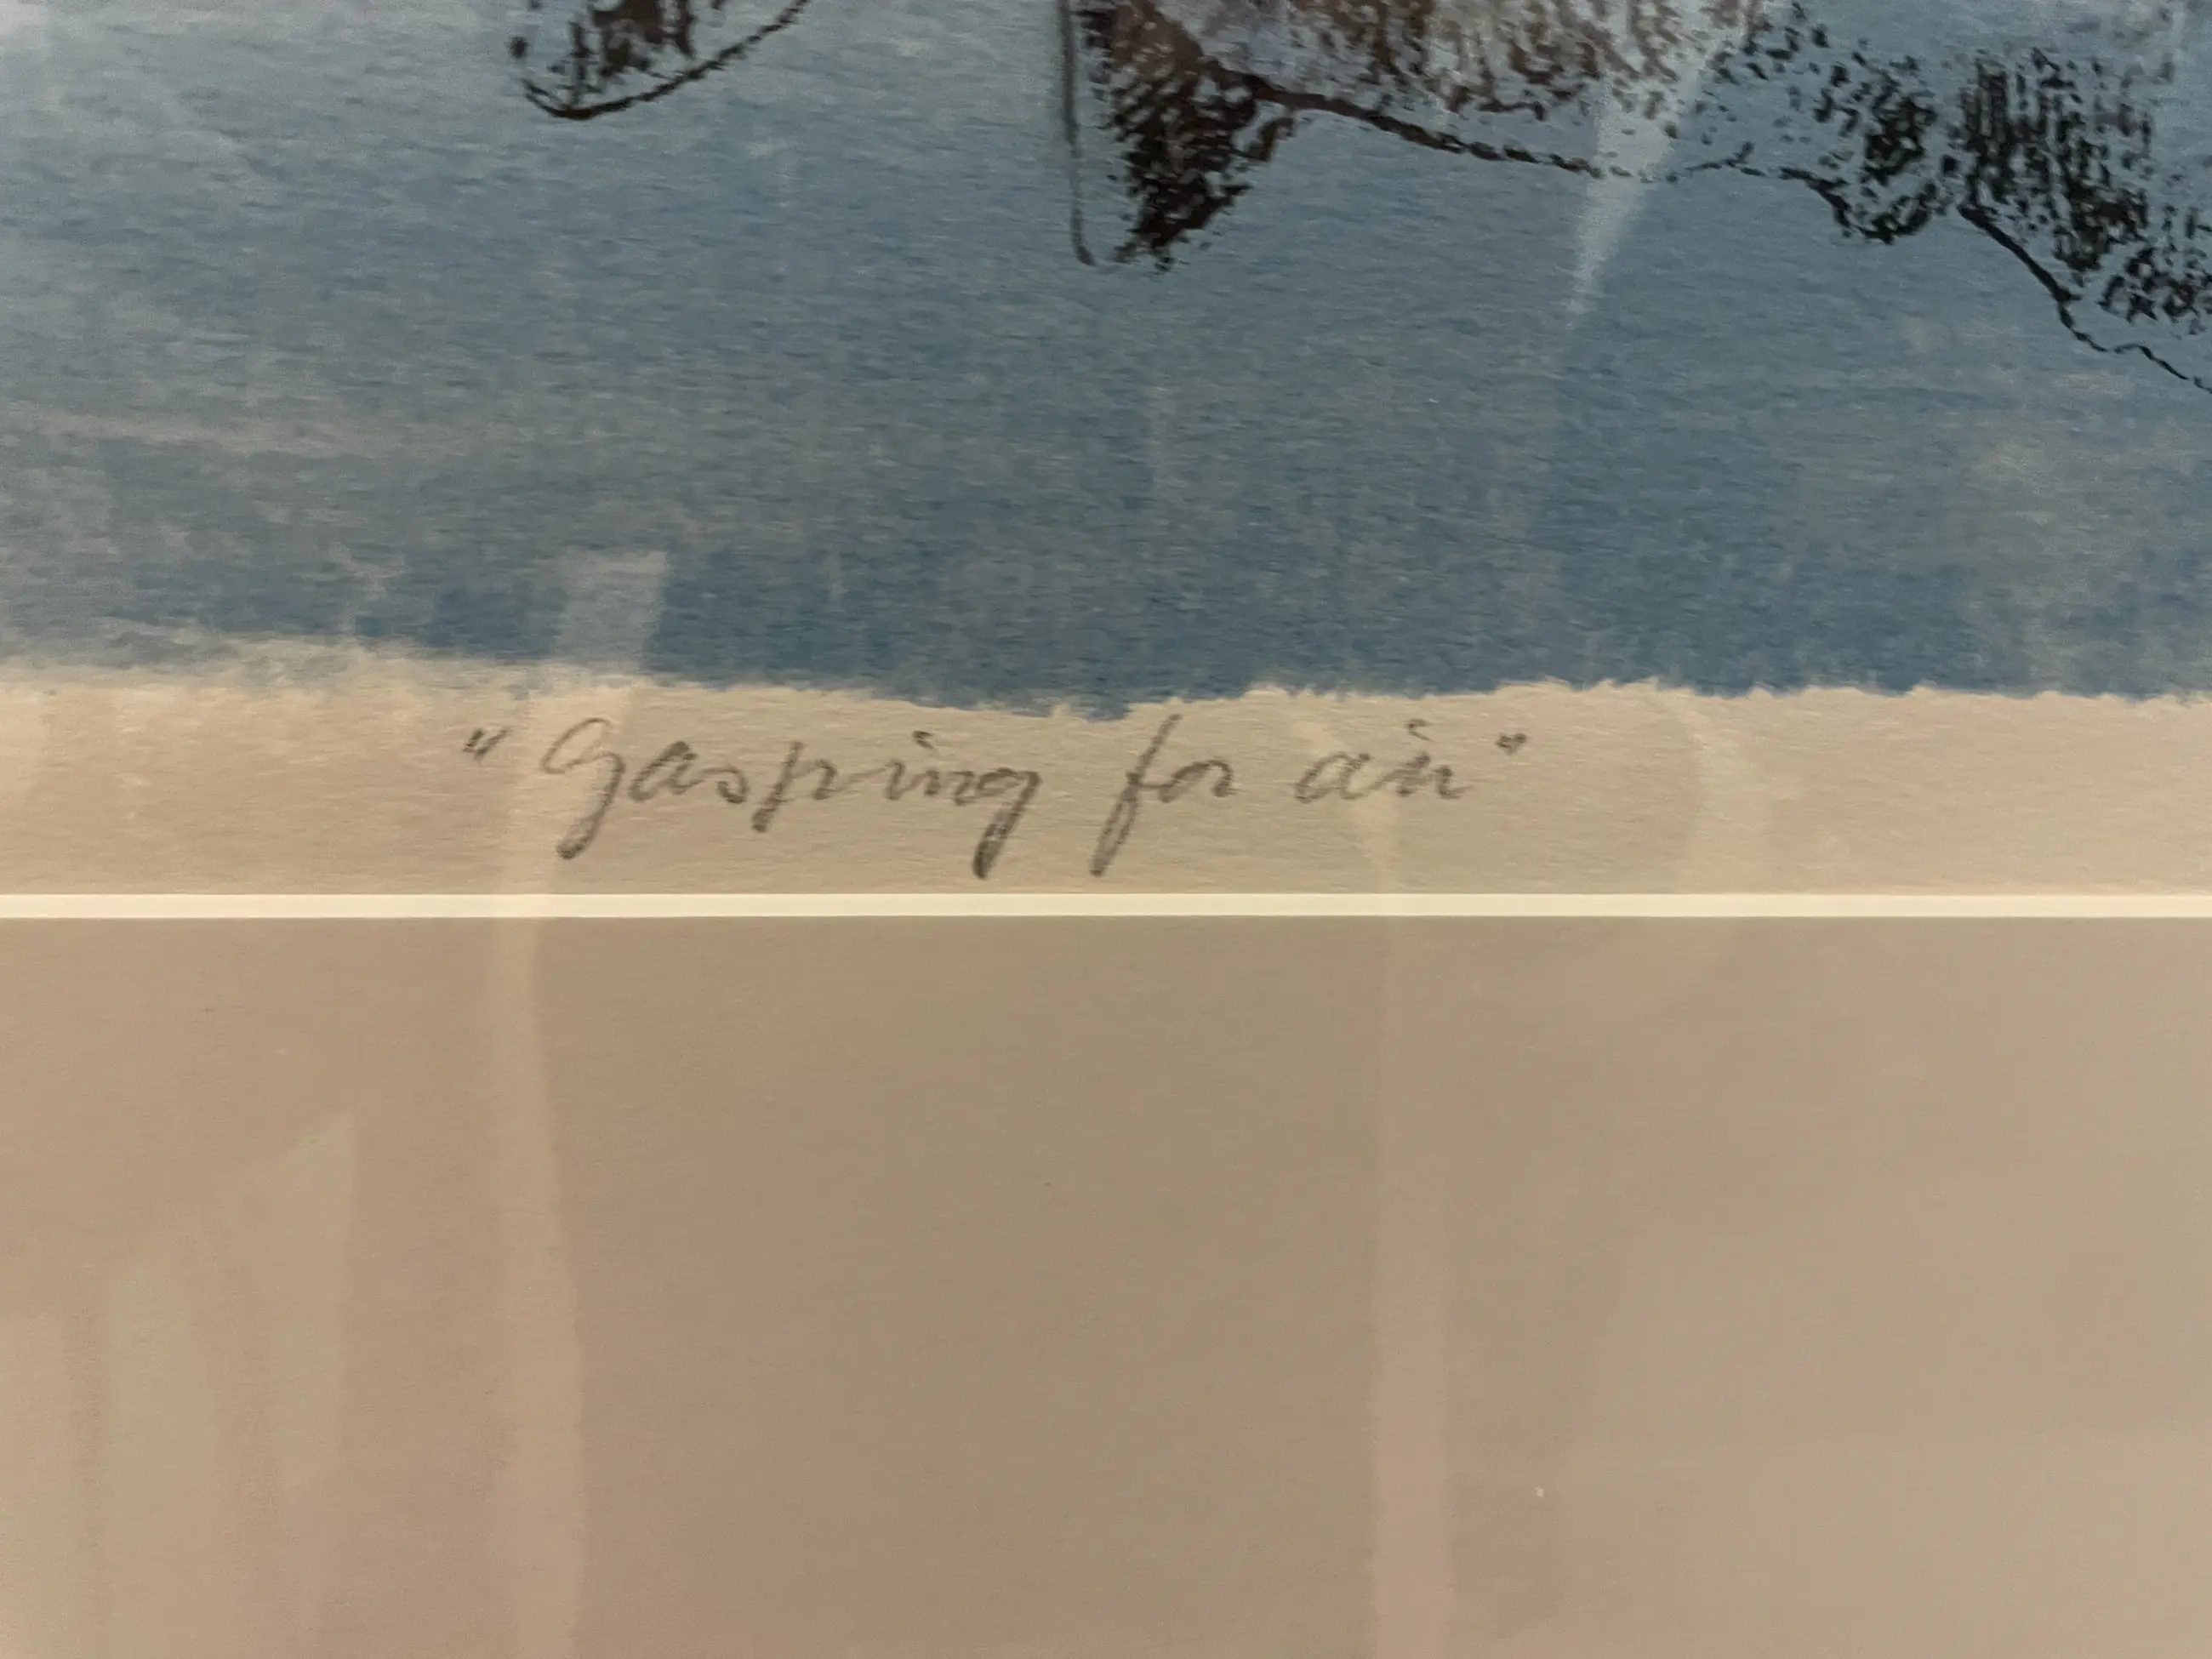 "Gasping for air"